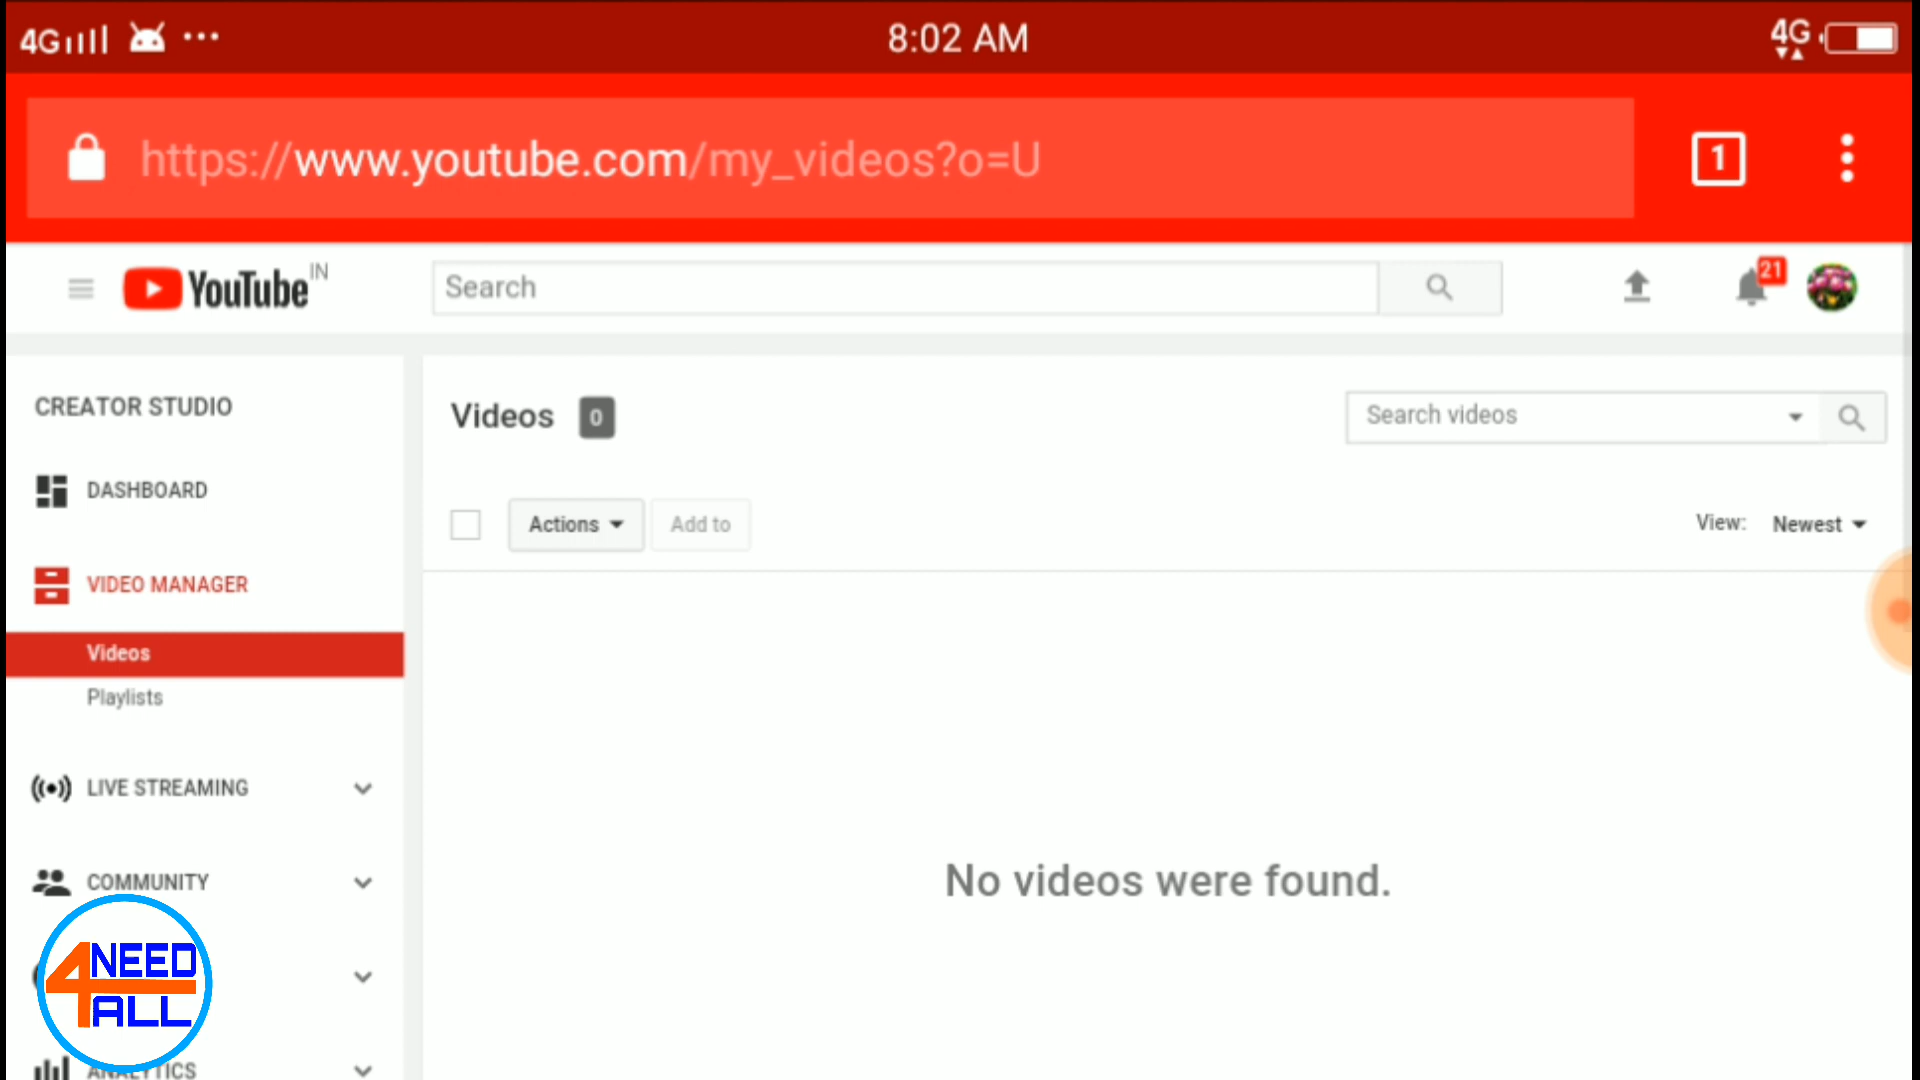 4G 8:02 AM 4G
https://www.youtube.com/my_videos?o=U 1
YouTube IN Search 21
CREATOR STUDIO
Videos 0 Search videos
DASHBOARD
Actions Add to View: Newest
VIDEO MANAGER
Videos
Playlists
LIVE STREAMING
COMMUNITY
No videos were found.
4NEED
ALL
ANALYTICS